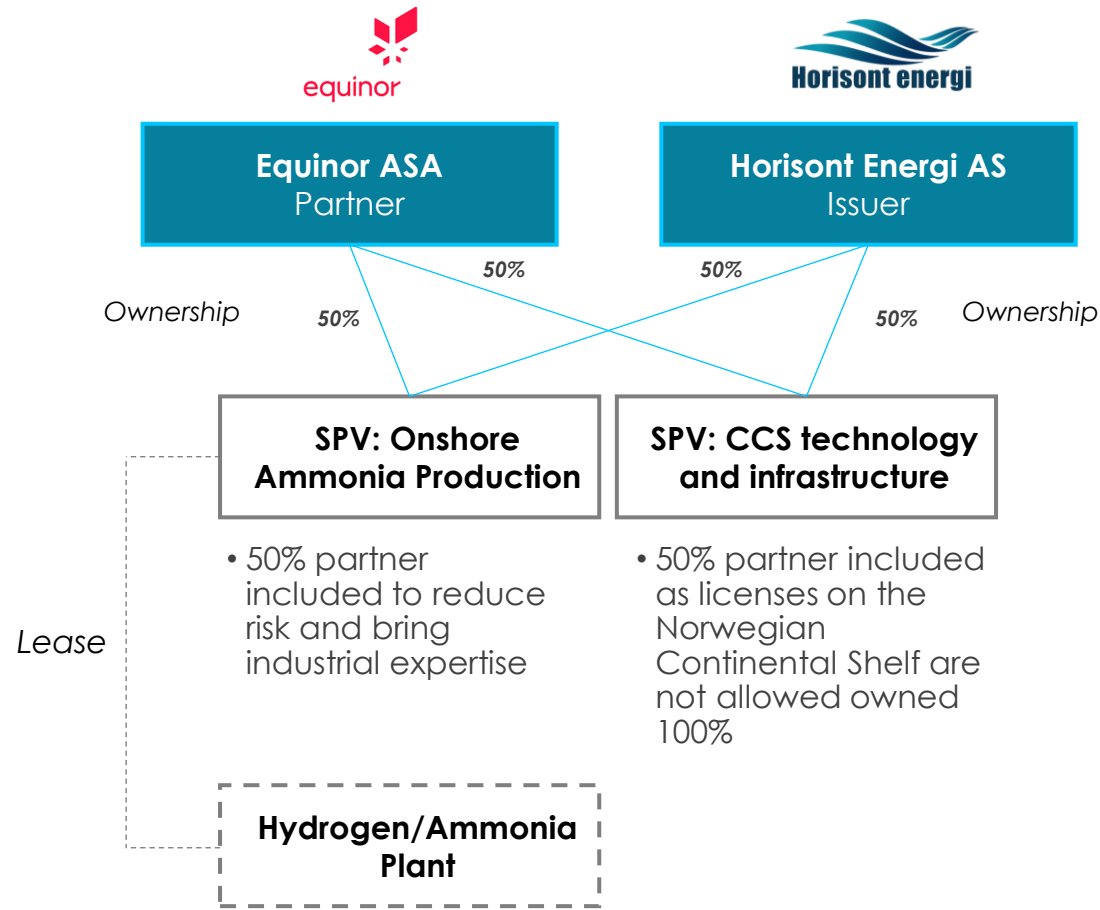 equinor
Horisont energi
Equinor ASA
Partner
Horisont Energi AS
Issuer
50%
50%
Ownership
50%
50%
Ownership
SPV: Onshore
Ammonia Production
SPV: CCS technology
and infrastructure
• 50% partner
included to reduce
risk and bring
industrial expertise
• 50% partner included
as licenses on the
Norwegian
Continental Shelf are
not allowed owned
100%
Lease
Hydrogen/Ammonia
Plant